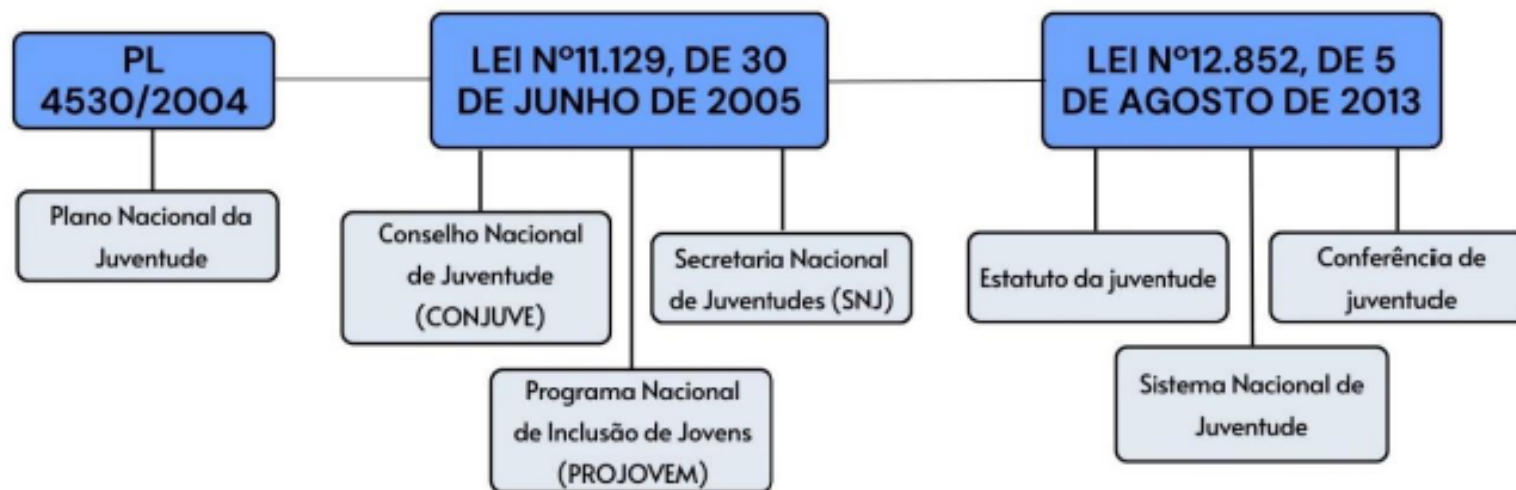 PL
4530/2004
LEI Nº11.129, DE 30
DE JUNHO DE 2005
LEI Nº12.852, DE 5
DE AGOSTO DE 2013
Plano Nacional da
Juventude
Conselho Nacional
de Juventude
(CONJUVE)
Programa Nacional
de Inclusão de Jovens
(PROJOVEM)
Secretaria Nacional
de Juventudes (SNJ)
Estatuto da juventude
Sistema Nacional de
Juventude
Conferência de
juventude